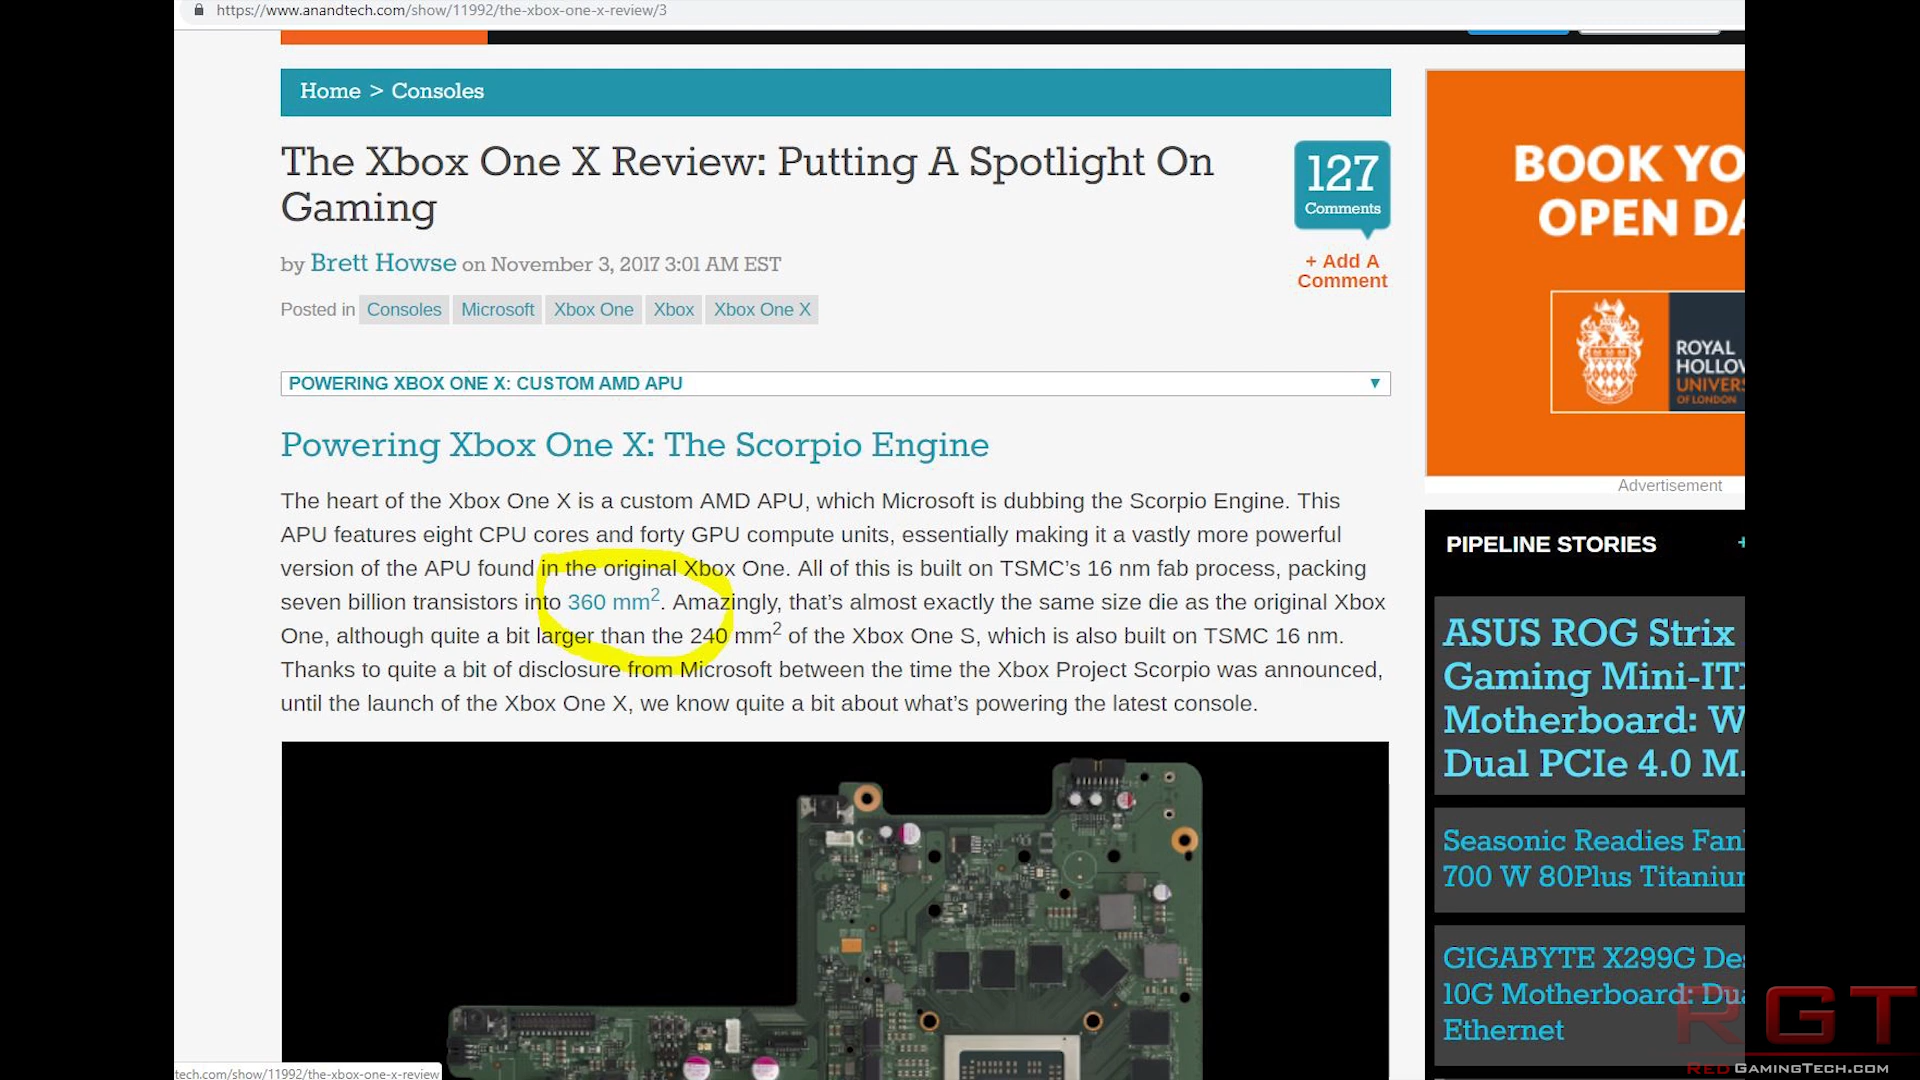 https://www.anandtech.com/show/11992/the-xbox-one-x-review/3
Home > Consoles
The Xbox One X Review: Putting A Spotlight On
Gaming
by Brett Howse on November 3, 2017 3:01 AM EST
Posted in Consoles Microsoft Xbox One Xbox Xbox One X
127
Comments
+ Add A
Comment
POWERING XBOX ONE X: CUSTOM AMD APU
Powering Xbox One X: The Scorpio Engine
The heart of the Xbox One X is a custom AMD APU, which Microsoft is dubbing the Scorpio Engine. This
APU features eight CPU cores and forty GPU compute units, essentially making it a vastly more powerful
version of the APU found in the original Xbox One. All of this is built on TSMC’s 16 nm fab process, packing
seven billion transistors into 360 mm². Amazingly, that’s almost exactly the same size die as the original Xbox
One, although quite a bit larger than the 240 mm² of the Xbox One S, which is also built on TSMC 16 nm.
Thanks to quite a bit of disclosure from Microsoft between the time the Xbox Project Scorpio was announced,
until the launch of the Xbox One X, we know quite a bit about what’s powering the latest console.
BOOK YO
OPEN DA
ROYAL
HOLLOW
UNIVERS
OF LONDON
Advertisement
PIPELINE STORIES
+
ASUS ROG Strix
Gaming Mini-IT
Motherboard: W
Dual PCIe 4.0 M.
Seasonic Readies Fan
700 W 80Plus Titaniu
GIGABYTE X299G De
10G Motherboard: Du
Ethernet
RGT
RedGamingTech.com
tech.com/show/11992/the-xbox-one-x-review